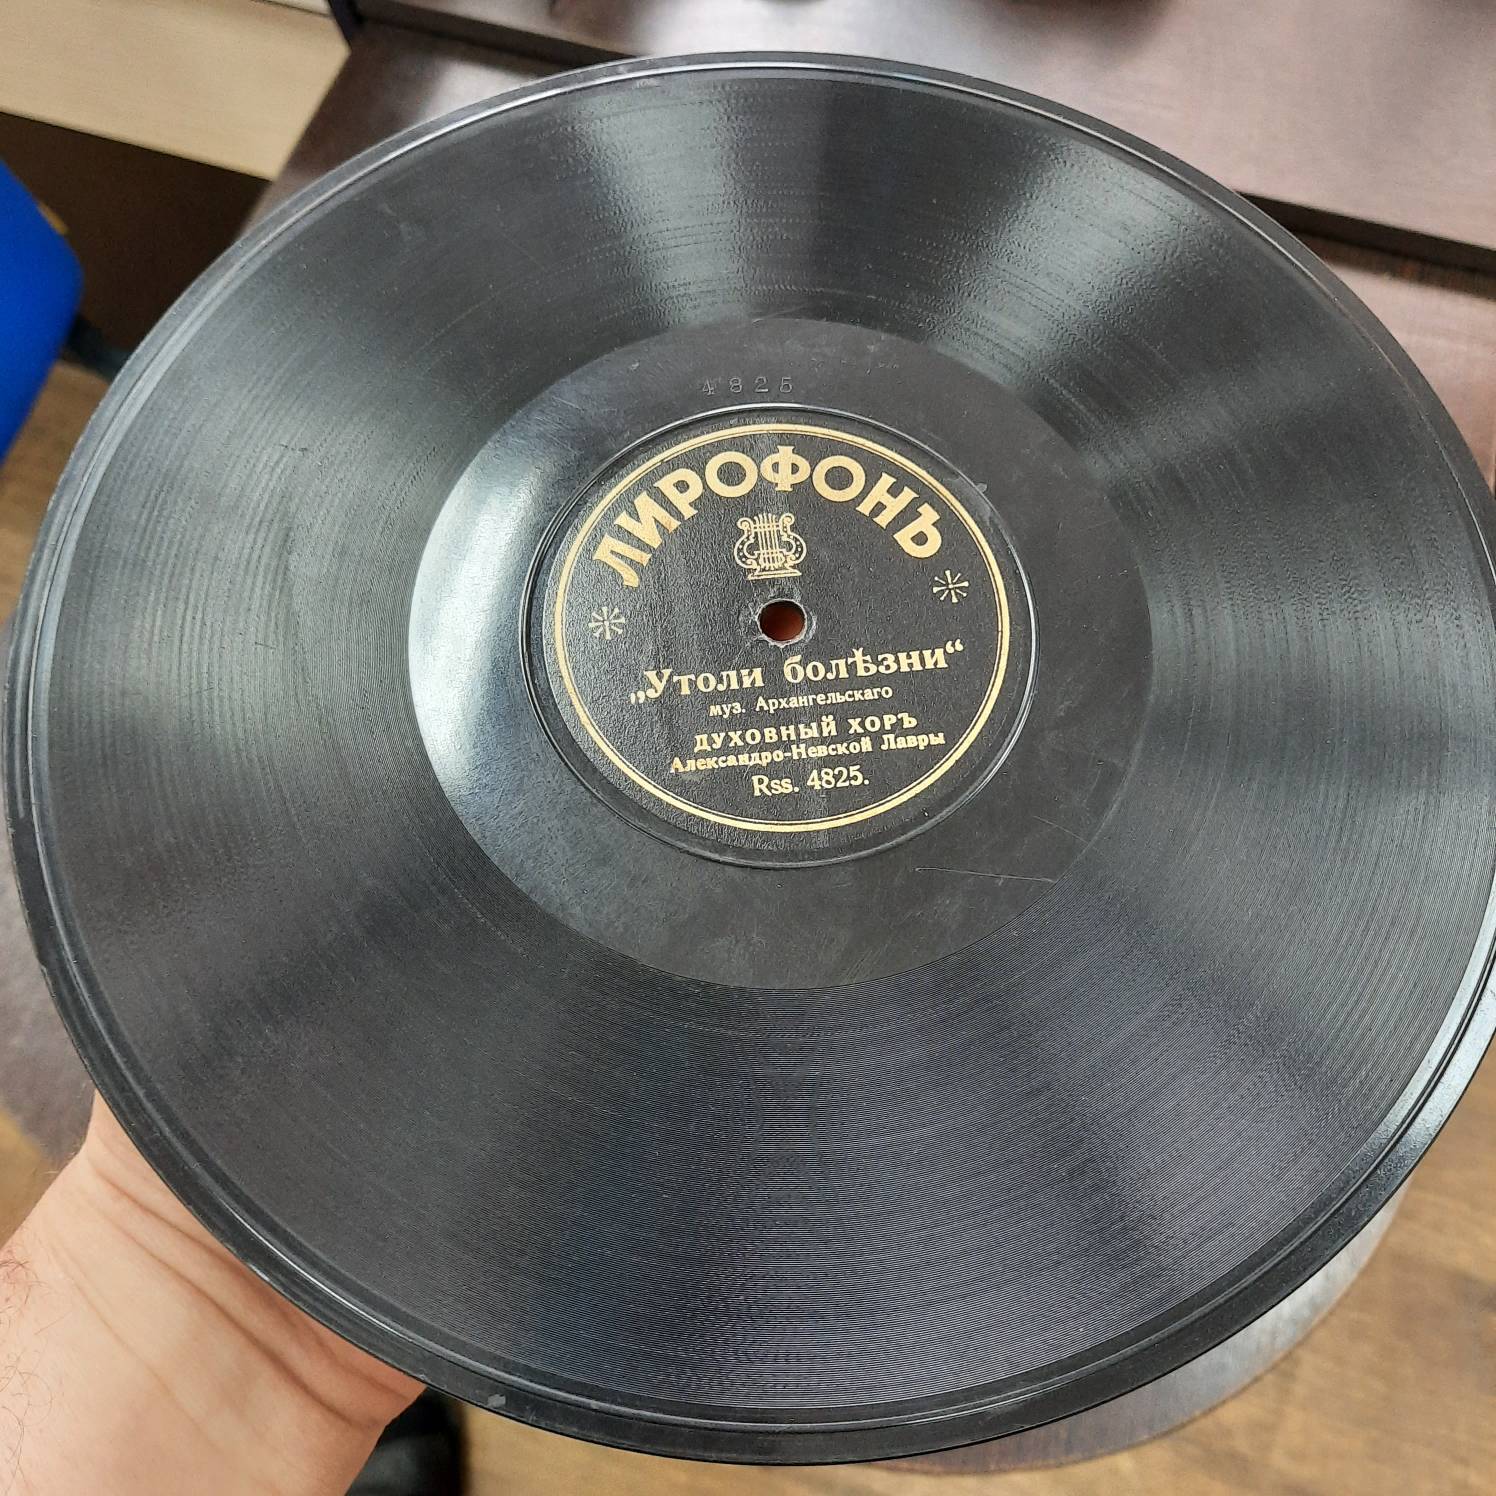 4825
ЛИРОФОНЪ
„Утоли болѣзни“
муз. Архангельскаго
ДУХОВНЫЙ ХОРЪ
Александро-Невской Лавры
Rss. 4825.